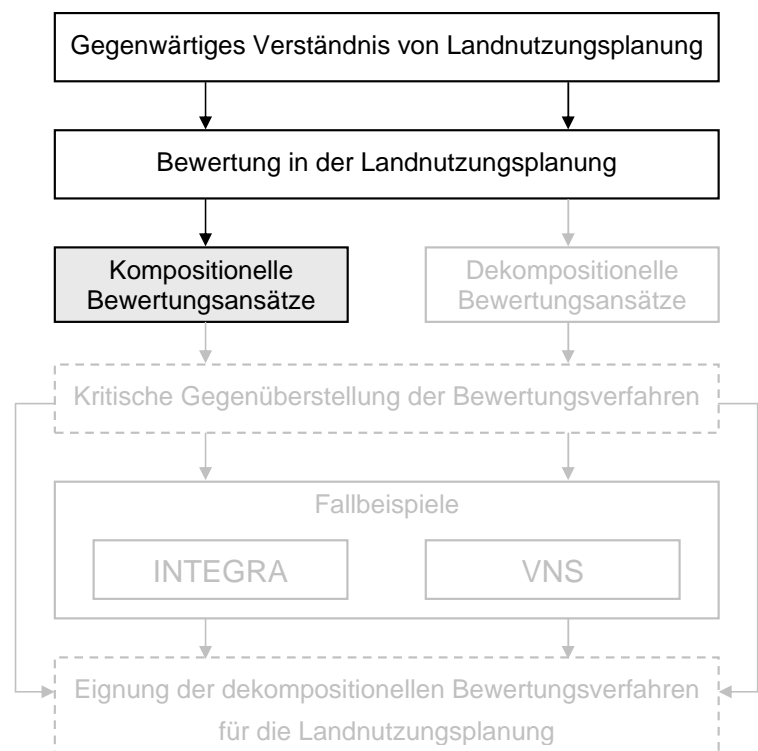 Gegenwärtiges Verständnis von Landnutzungsplanung
Bewertung in der Landnutzungsplanung
Kompositionelle
Bewertungsansätze
Dekompositionelle
Bewertungsansätze
Kritische Gegenüberstellung der Bewertungsverfahren
Fallbeispiele
INTEGRA
VNS
Eignung der dekompositionellen Bewertungsverfahren
für die Landnutzungsplanung